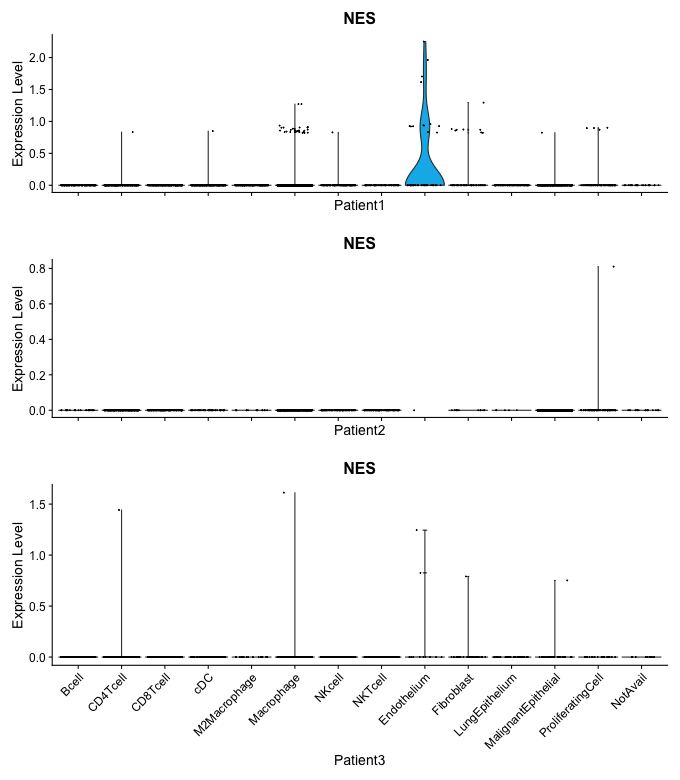 NES
Expression Level
2.0
1.5
1.0
0.5
0.0
Patient1
NES
Expression Level
0.8
0.6
0.4
0.2
0.0
Patient2
NES
Expression Level
1.5
1.0
0.5
0.0
Bcell
CD4Tcell
CD8Tcell
cDC
M2Macrophage
Macrophage
NKcell
NKTcell
Endothelium
Fibroblast
LungEpithelium
MalignantEpithelial
ProliferatingCell
NotAvail
Patient3